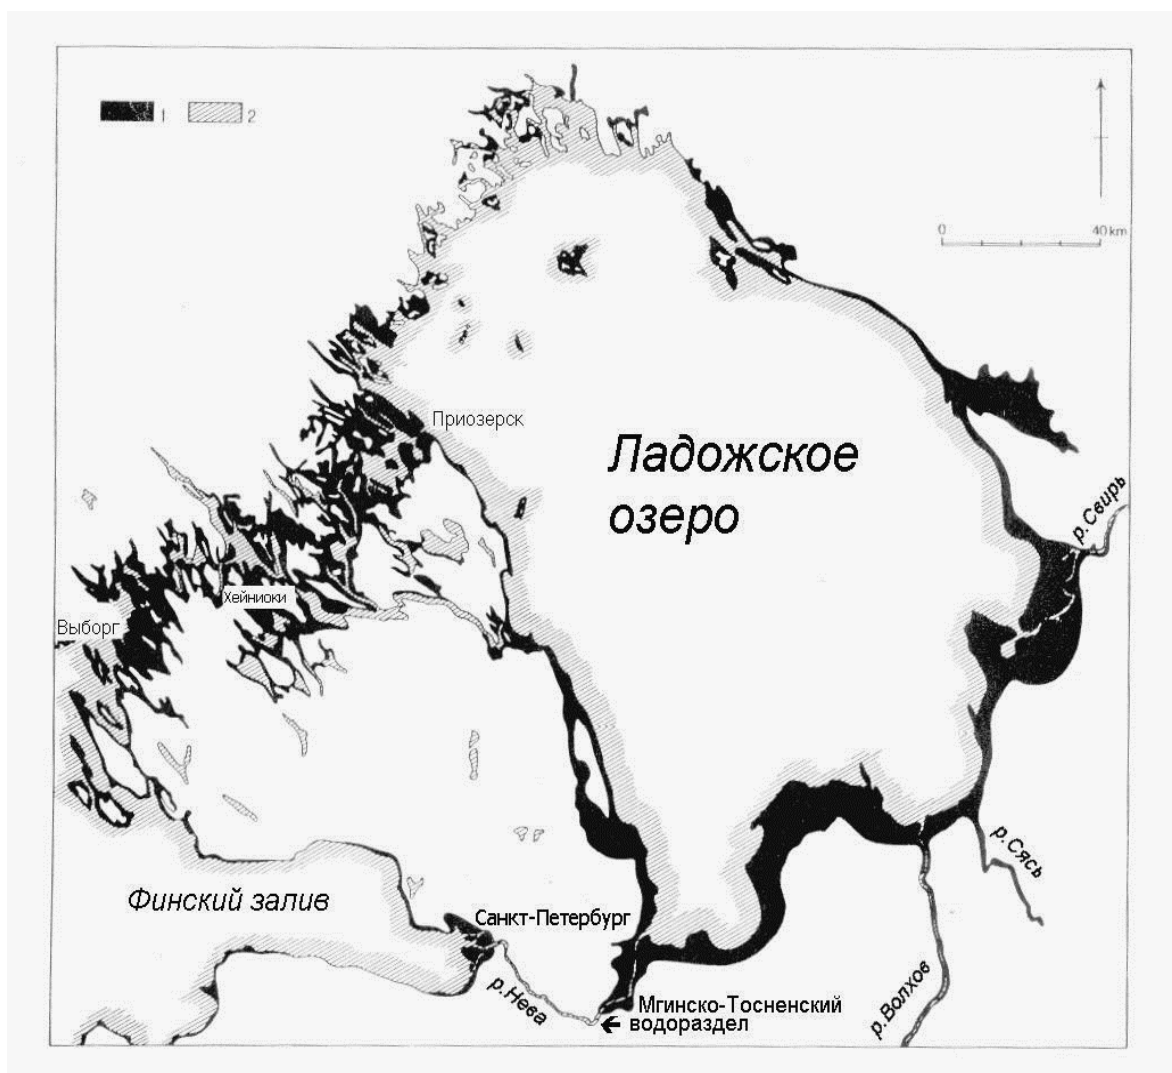 1 2
0 40 km
Приозерск
Ладожское
озеро
р.Свирь
Хейниоки
Выборг
р.Сясь
Финский залив
Санкт-Петербург
р.Нева
Мгинско-Тосненский
водораздел
р.Волхов